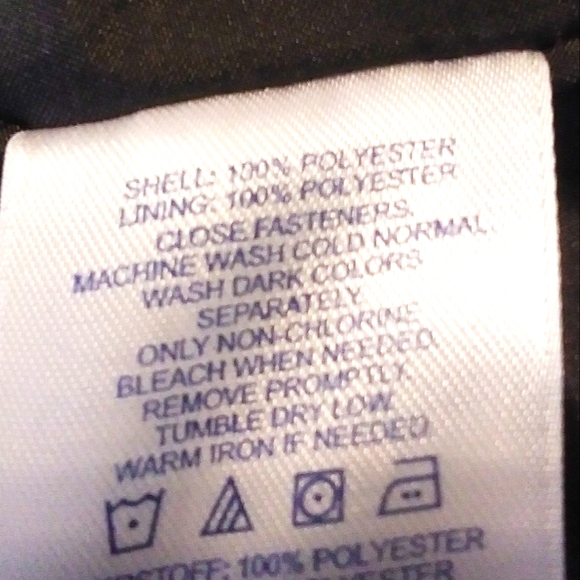 SHELL: 100% POLYESTER
LINING: 100% POLYESTER
CLOSE FASTENERS.
MACHINE WASH COLD NORMAL.
WASH DARK COLORS
SEPARATELY.
ONLY NON-CHLORINE
BLEACH WHEN NEEDED.
REMOVE PROMPTLY.
TUMBLE DRY LOW.
WARM IRON IF NEEDED.
100% POLYESTER
POLYESTER